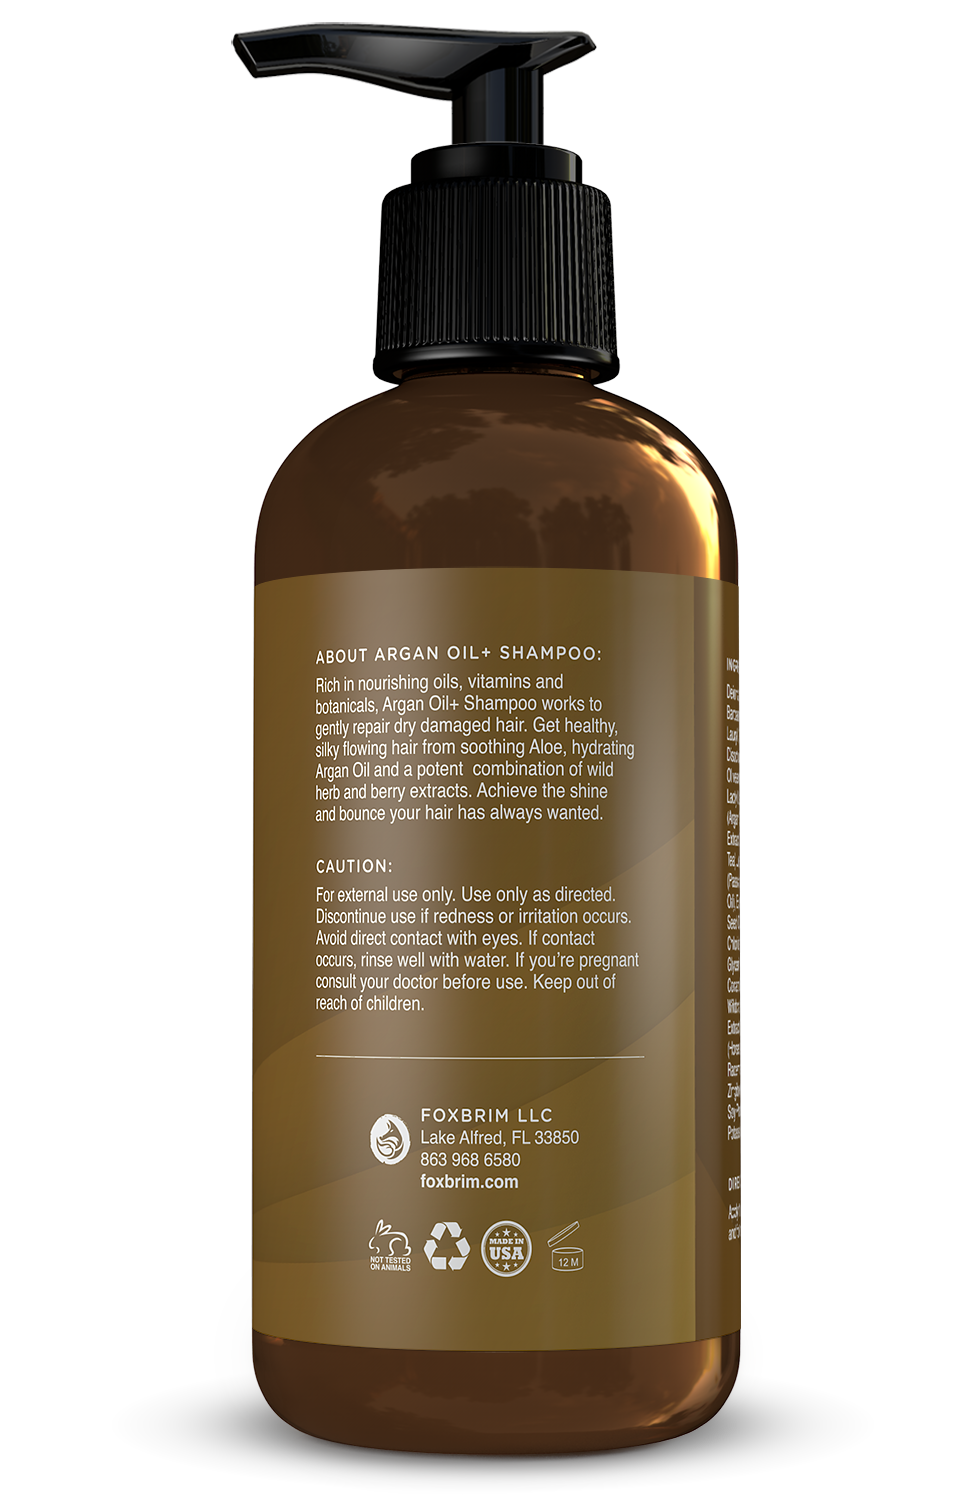 ABOUT ARGAN OIL+ SHAMPOO:
Rich in nourishing oils, vitamins and
botanicals, Argan Oil+ Shampoo works to
gently repair dry damaged hair. Get healthy,
silky flowing hair from soothing Aloe, hydrating
Argan Oil and a potent combination of wild
herb and berry extracts. Achieve the shine
and bounce your hair has always wanted.
CAUTION:
For external use only. Use only as directed.
Discontinue use if redness or irritation occurs.
Avoid direct contact with eyes. If contact
occurs, rinse well with water. If you're pregnant
consult your doctor before use. Keep out of
reach of children.
FOXBRIM LLC
Lake Alfred, FL 33850
863 968 6580
foxbrim.com
NOT TESTED
ON ANIMALS
MADE IN
USA
12 M